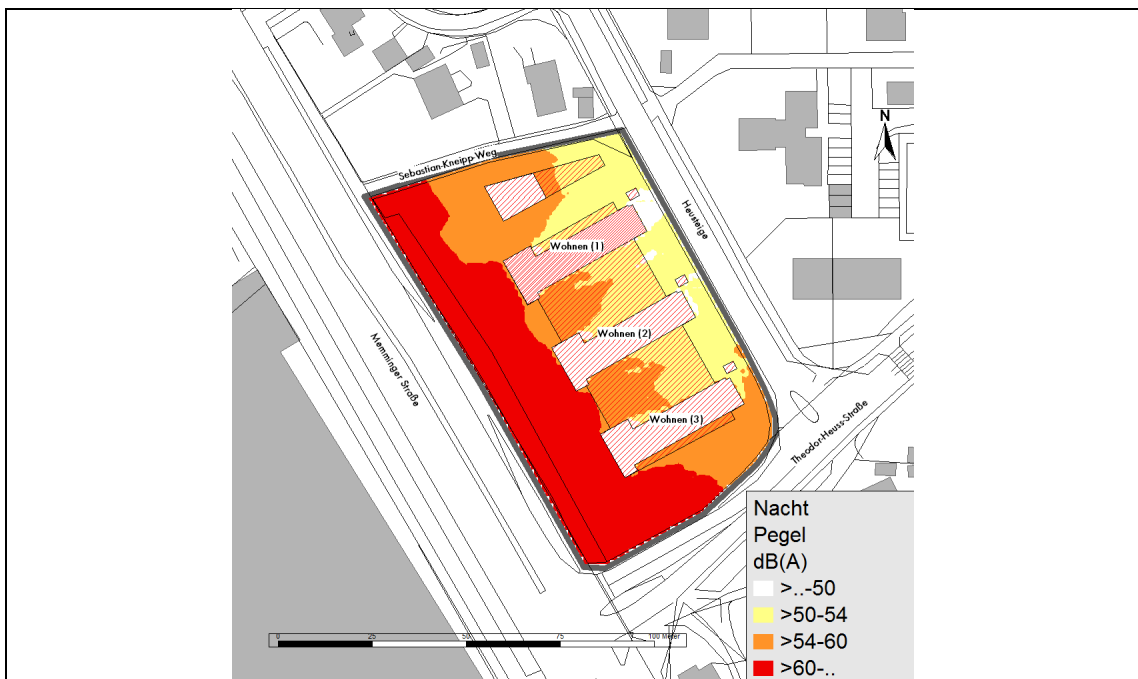 N
Sebastian-Kneipp-Weg
Heusteige
Wohnen (1)
Wohnen (2)
Memminger Straße
Wohnen (3)
Theodor-Heuss-Straße
0 25 50 75 100 Meter
Nacht
Pegel
dB(A)
>..-50
>50-54
>54-60
>60-..